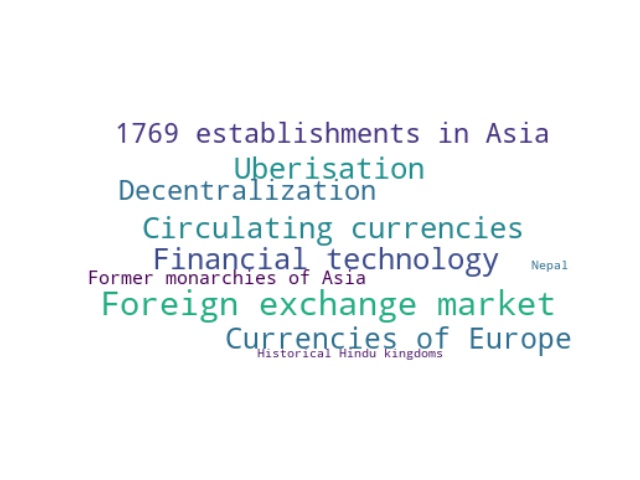 1769 establishments in Asia
Uberisation
Decentralization
Circulating currencies
Financial technology
Nepal
Former monarchies of Asia
Foreign exchange market
Currencies of Europe
Historical Hindu kingdoms